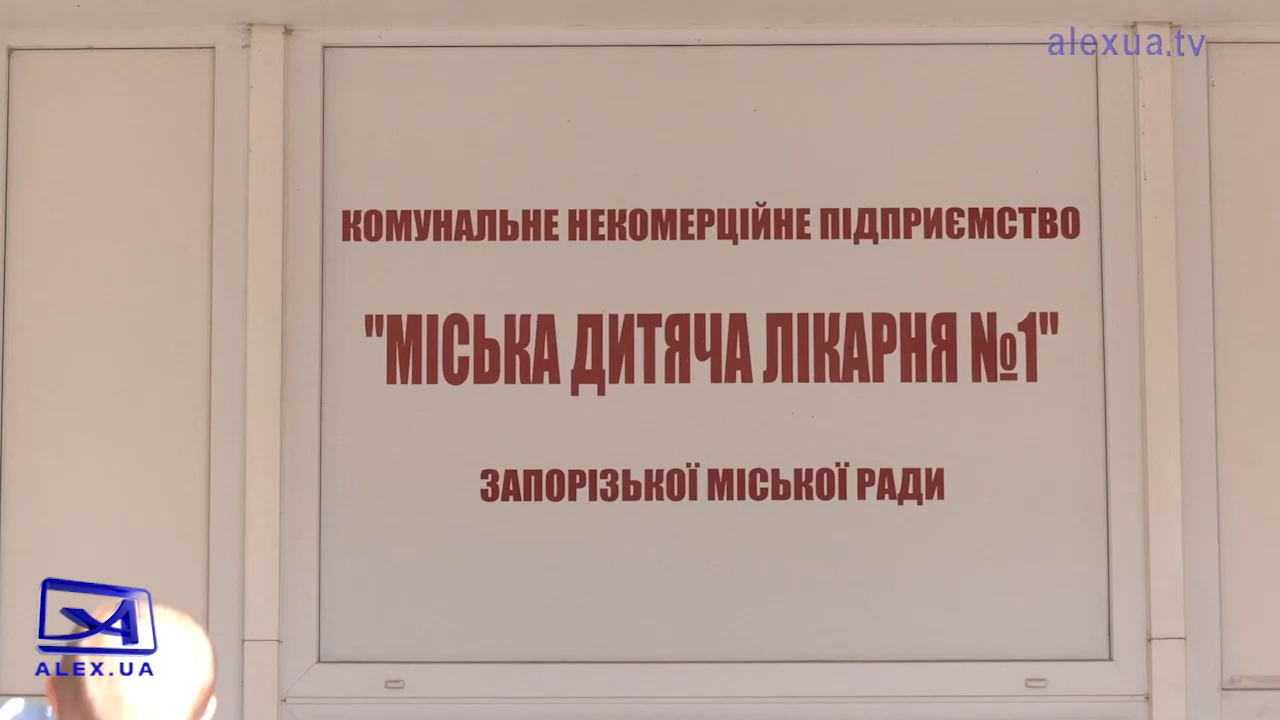 alexua.tv
КОМУНАЛЬНЕ НЕКОМЕРЦІЙНЕ ПІДПРИЄМСТВО
"МІСЬКА ДИТЯЧА ЛІКАРНЯ №1"
ЗАПОРІЗЬКОЇ МІСЬКОЇ РАДИ
ALEX.UA